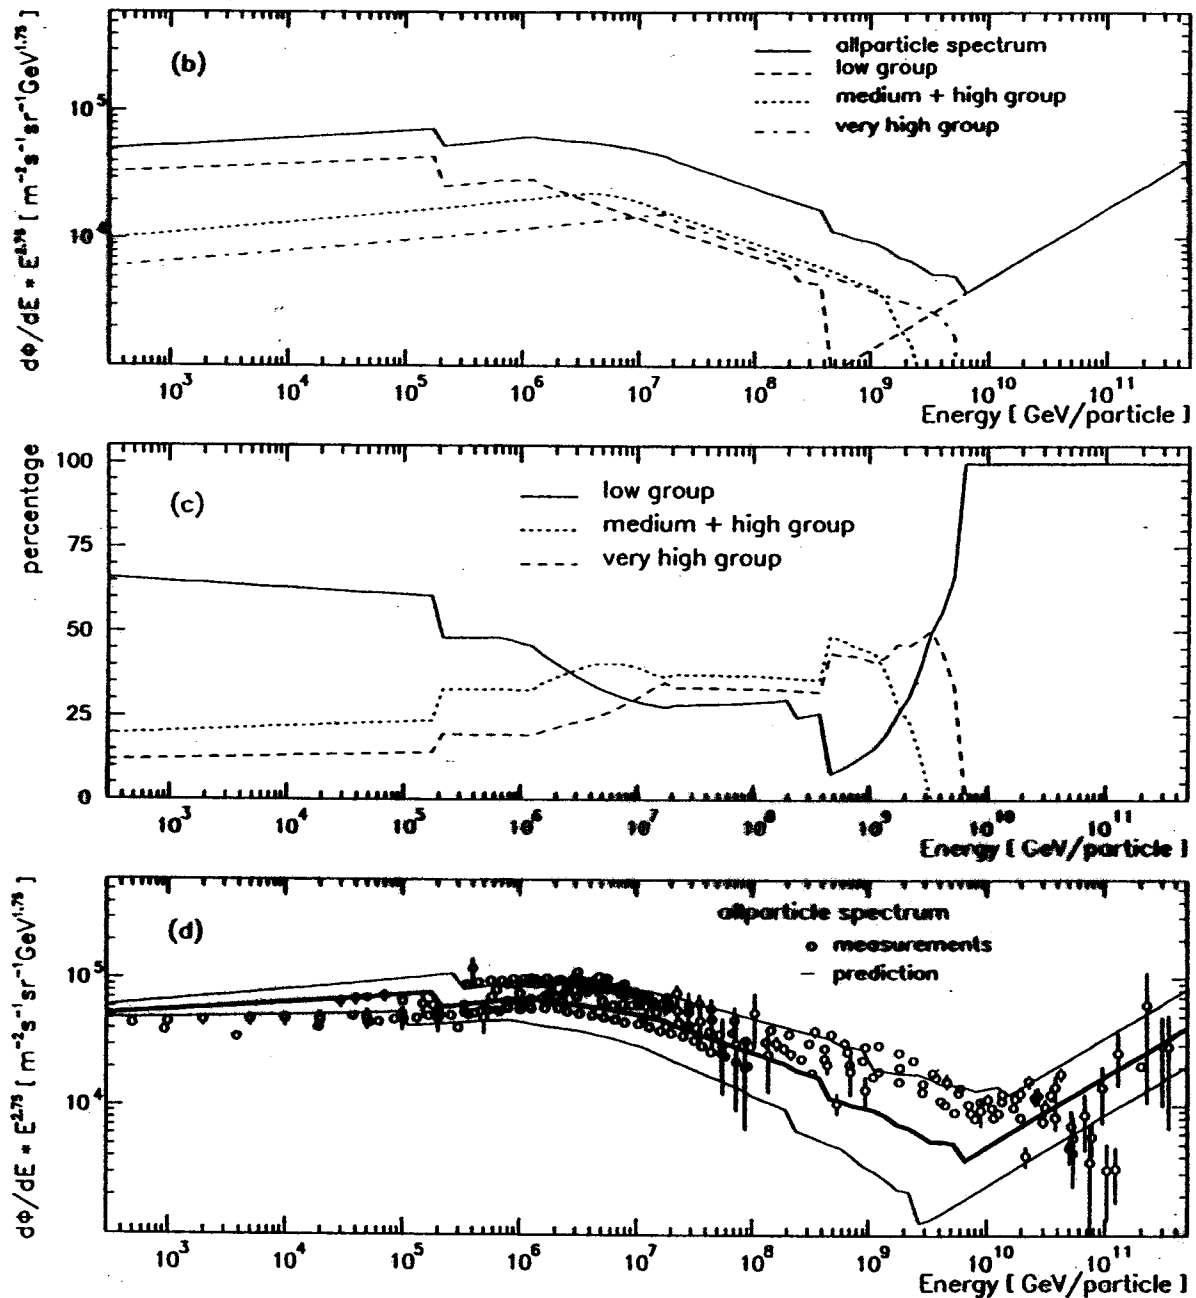 dΦ/dE * E^2.75 [ m^-2 s^-1 sr^-1 GeV^1.75 ]
(b)
allparticle spectrum
low group
medium + high group
very high group
10^5
10^4
10^3 10^4 10^5 10^6 10^7 10^8 10^9 10^10 10^11
Energy [ GeV/particle ]
percentage
(c)
low group
medium + high group
very high group
100
75
50
25
0
10^3 10^4 10^5 10^6 10^7 10^8 10^9 10^10 10^11
Energy [ GeV/particle ]
dΦ/dE * E^2.75 [ m^-2 s^-1 sr^-1 GeV^1.75 ]
(d)
allparticle spectrum
measurements
prediction
10^5
10^4
10^3 10^4 10^5 10^6 10^7 10^8 10^9 10^10 10^11
Energy [ GeV/particle ]